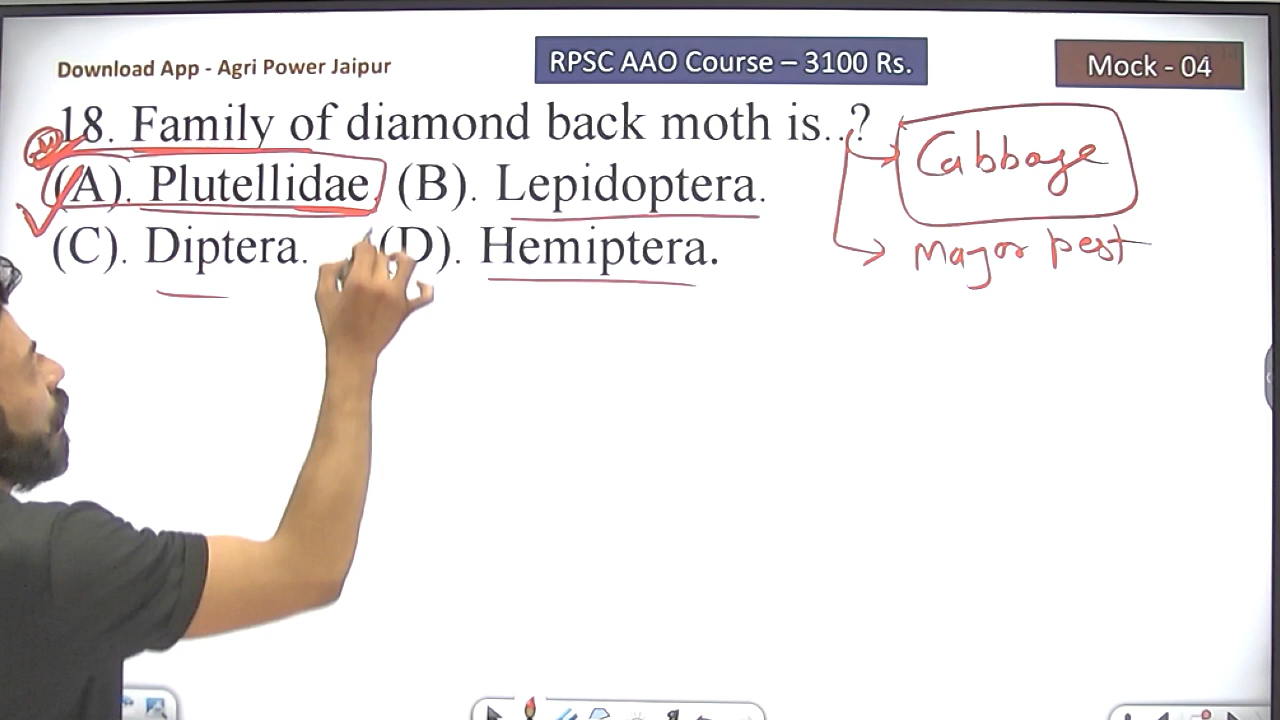 Download App - Agri Power Jaipur
RPSC AAO Course – 3100 Rs.
Mock - 04
18. Family of diamond back moth is..?
(A). Plutellidae (B). Lepidoptera.
(C). Diptera. (D). Hemiptera.
Cabbage
Mayor pest